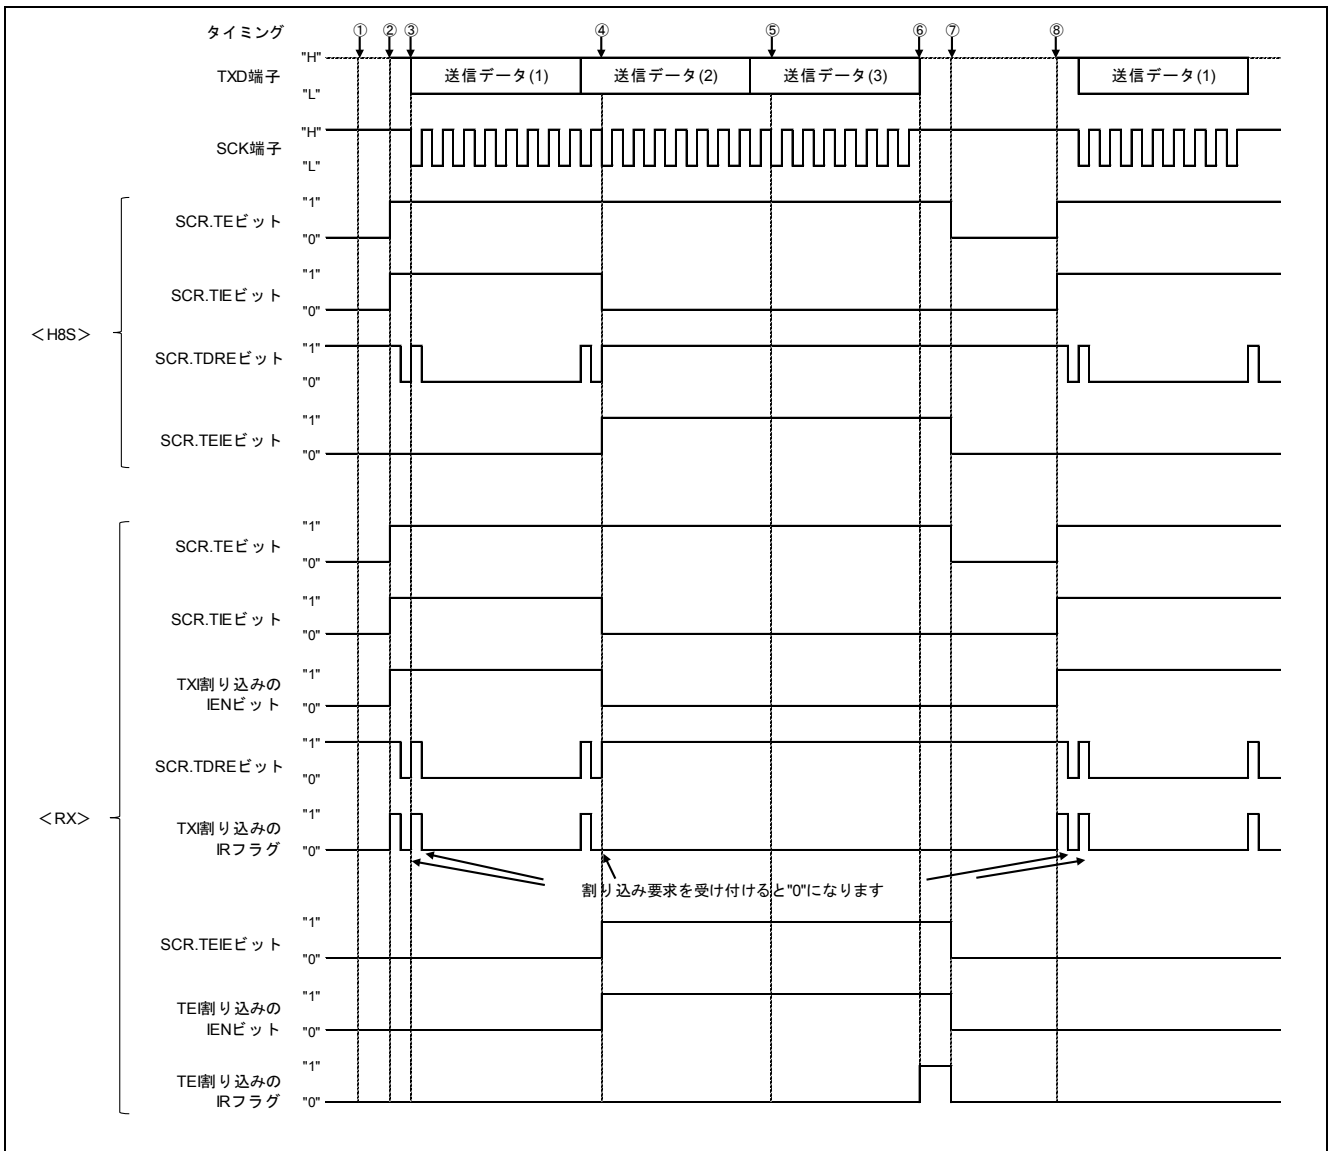 タイミング ① ② ③ ④ ⑤ ⑥ ⑦ ⑧
TXD端子 "H" "L" 送信データ(1) 送信データ(2) 送信データ(3) 送信データ(1)
SCK端子 "H" "L"
<H8S>
SCR.TEビット "1" "0"
SCR.TIEビット "1" "0"
SCR.TDREビット "1" "0"
SCR.TEIEビット "1" "0"
<RX>
SCR.TEビット "1" "0"
SCR.TIEビット "1" "0"
TXI割り込みの "1"
IENビット "0"
SCR.TDREビット "1" "0"
TXI割り込みの "1"
IRフラグ "0"
割り込み要求を受け付けると"0"になります
SCR.TEIEビット "1" "0"
TEI割り込みの "1"
IENビット "0"
TEI割り込みの "1"
IRフラグ "0"